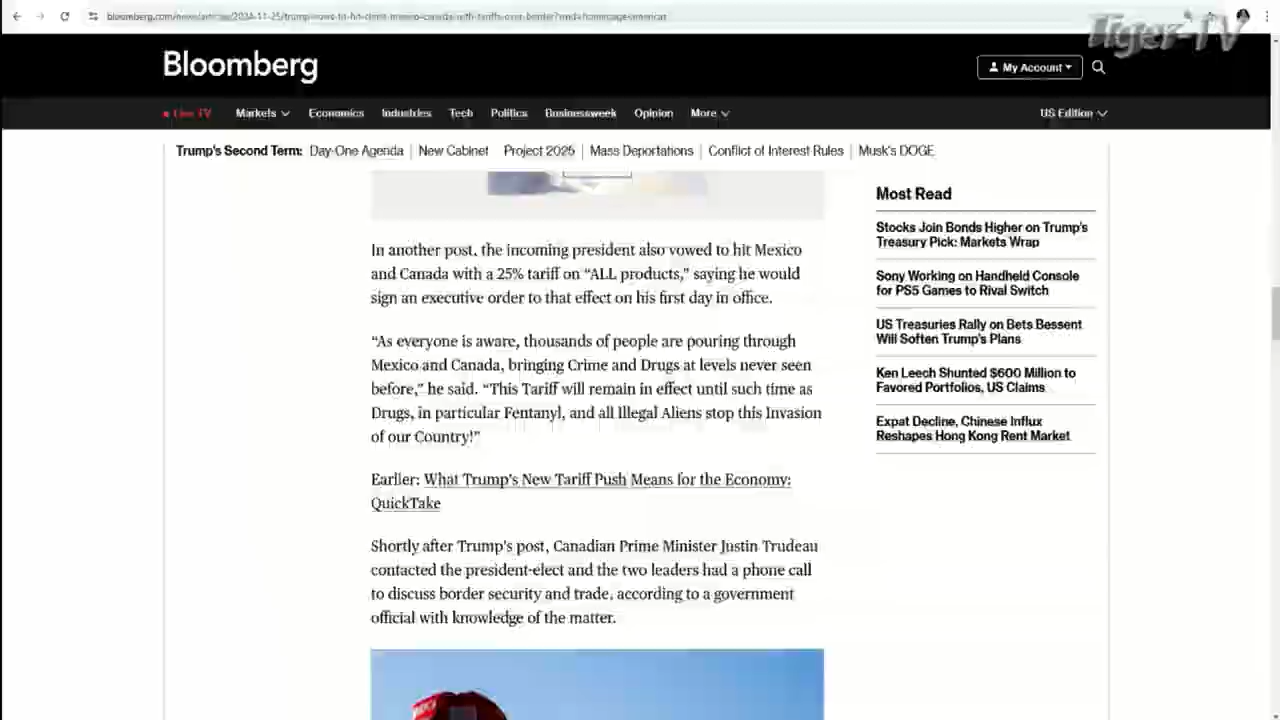 Tiger-TV
Bloomberg
My Account
Live TV
Markets
Economics
Industries
Tech
Politics
Businessweek
Opinion
More
US Edition
Trump's Second Term: Day-One Agenda New Cabinet Project 2025 Mass Deportations Conflict of Interest Rules Musk's DOGE
In another post, the incoming president also vowed to hit Mexico
and Canada with a 25% tariff on “ALL products,” saying he would
sign an executive order to that effect on his first day in office.
“As everyone is aware, thousands of people are pouring through
Mexico and Canada, bringing Crime and Drugs at levels never seen
before,” he said. “This Tariff will remain in effect until such time as
Drugs, in particular Fentanyl, and all Illegal Aliens stop this Invasion
of our Country!”
Earlier: What Trump's New Tariff Push Means for the Economy:
QuickTake
Shortly after Trump's post, Canadian Prime Minister Justin Trudeau
contacted the president-elect and the two leaders had a phone call
to discuss border security and trade, according to a government
official with knowledge of the matter.
Most Read
Stocks Join Bonds Higher on Trump's
Treasury Pick: Markets Wrap
Sony Working on Handheld Console
for PS5 Games to Rival Switch
US Treasuries Rally on Bets Bessent
Will Soften Trump's Plans
Ken Leech Shunted $600 Million to
Favored Portfolios, US Claims
Expat Decline, Chinese Influx
Reshapes Hong Kong Rent Market